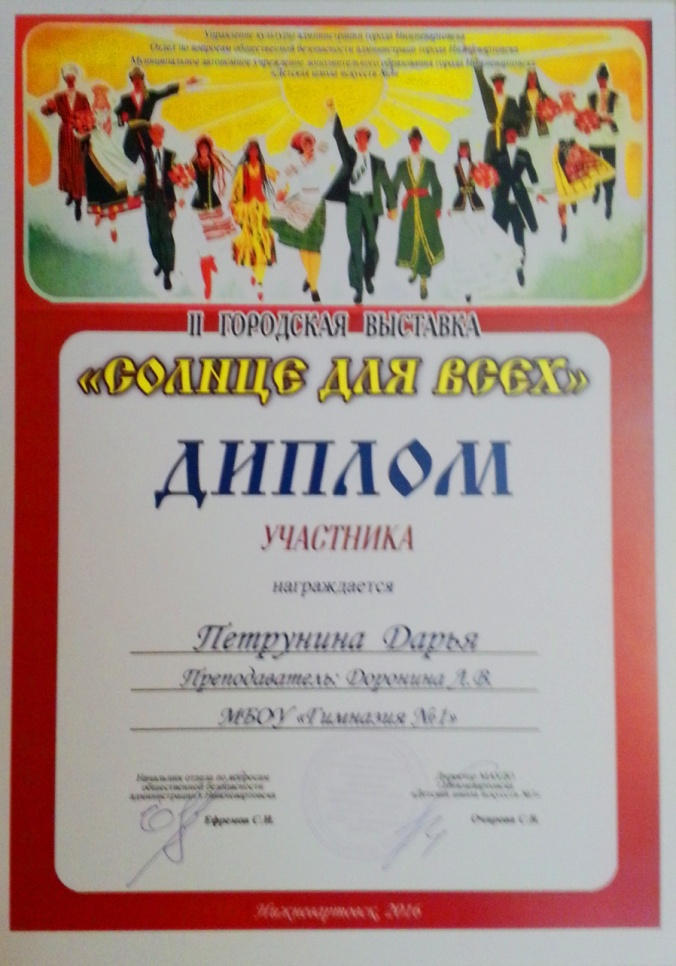 Управление культуры администрации города Нижневартовска
Отдел по вопросам общественной безопасности администрации города Нижневартовска
Муниципальное автономное учреждение дополнительного образования города Нижневартовска
«Детская школа искусств №3»
II ГОРОДСКАЯ ВЫСТАВКА
«СОЛНЦЕ ДЛЯ ВСЕХ»
ДИПЛОМ
УЧАСТНИКА
награждается
Петрунина Дарья
Преподаватель: Доронина Л.В.
МБОУ «Гимназия №1»
Начальник отдела по вопросам
общественной безопасности
администрации г. Нижневартовска
Ефремов С.И.
Директор МАУДО
г. Нижневартовска
«Детская школа искусств №3»
С.В.
Нижневартовск, 2016